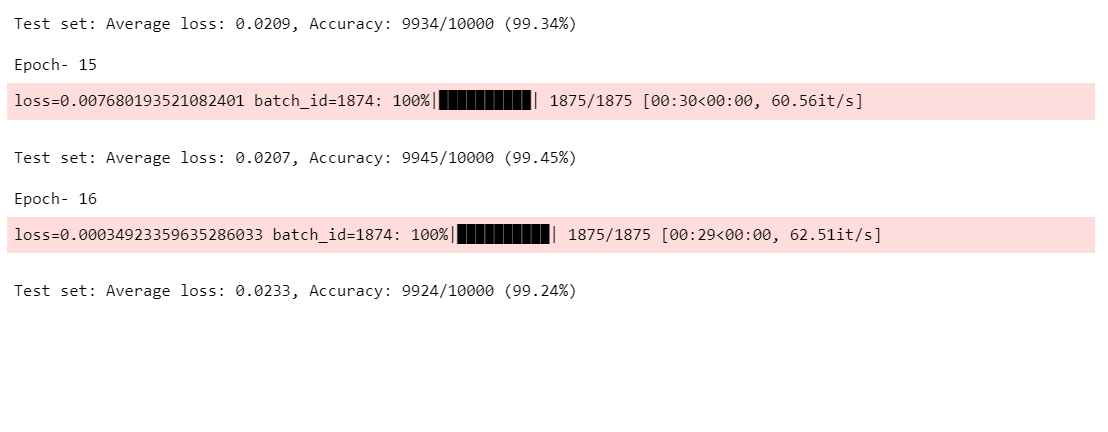 Test set: Average loss: 0.0209, Accuracy: 9934/10000 (99.34%)
Epoch- 15
loss=0.007680193521082401 batch_id=1874: 100%|██████████| 1875/1875 [00:30<00:00, 60.56it/s]
Test set: Average loss: 0.0207, Accuracy: 9945/10000 (99.45%)
Epoch- 16
loss=0.00034923359635286033 batch_id=1874: 100%|██████████| 1875/1875 [00:29<00:00, 62.51it/s]
Test set: Average loss: 0.0233, Accuracy: 9924/10000 (99.24%)